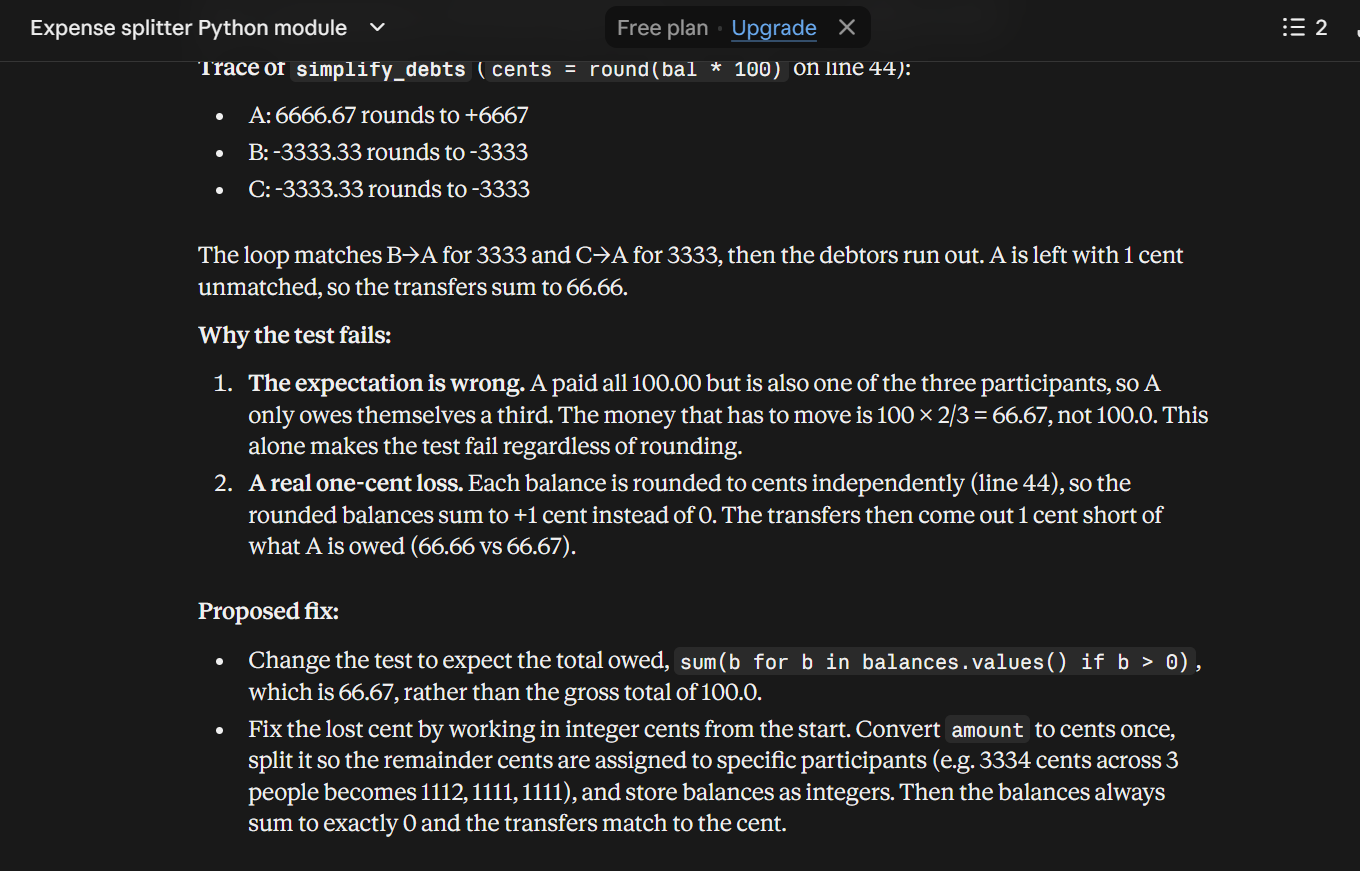 Expense splitter Python module
Free plan · Upgrade
2
Trace of simplify_debts (cents = round(bal * 100) on line 44):
• A: 6666.67 rounds to +6667
• B: -3333.33 rounds to -3333
• C: -3333.33 rounds to -3333
The loop matches B→A for 3333 and C→A for 3333, then the debtors run out. A is left with 1 cent
unmatched, so the transfers sum to 66.66.
Why the test fails:
1. The expectation is wrong. A paid all 100.00 but is also one of the three participants, so A
only owes themselves a third. The money that has to move is 100 × 2/3 = 66.67, not 100.0. This
alone makes the test fail regardless of rounding.
2. A real one-cent loss. Each balance is rounded to cents independently (line 44), so the
rounded balances sum to +1 cent instead of 0. The transfers then come out 1 cent short of
what A is owed (66.66 vs 66.67).
Proposed fix:
• Change the test to expect the total owed, sum(b for b in balances.values() if b > 0),
which is 66.67, rather than the gross total of 100.0.
• Fix the lost cent by working in integer cents from the start. Convert amount to cents once,
split it so the remainder cents are assigned to specific participants (e.g. 3334 cents across 3
people becomes 1112, 1111, 1111), and store balances as integers. Then the balances always
sum to exactly 0 and the transfers match to the cent.